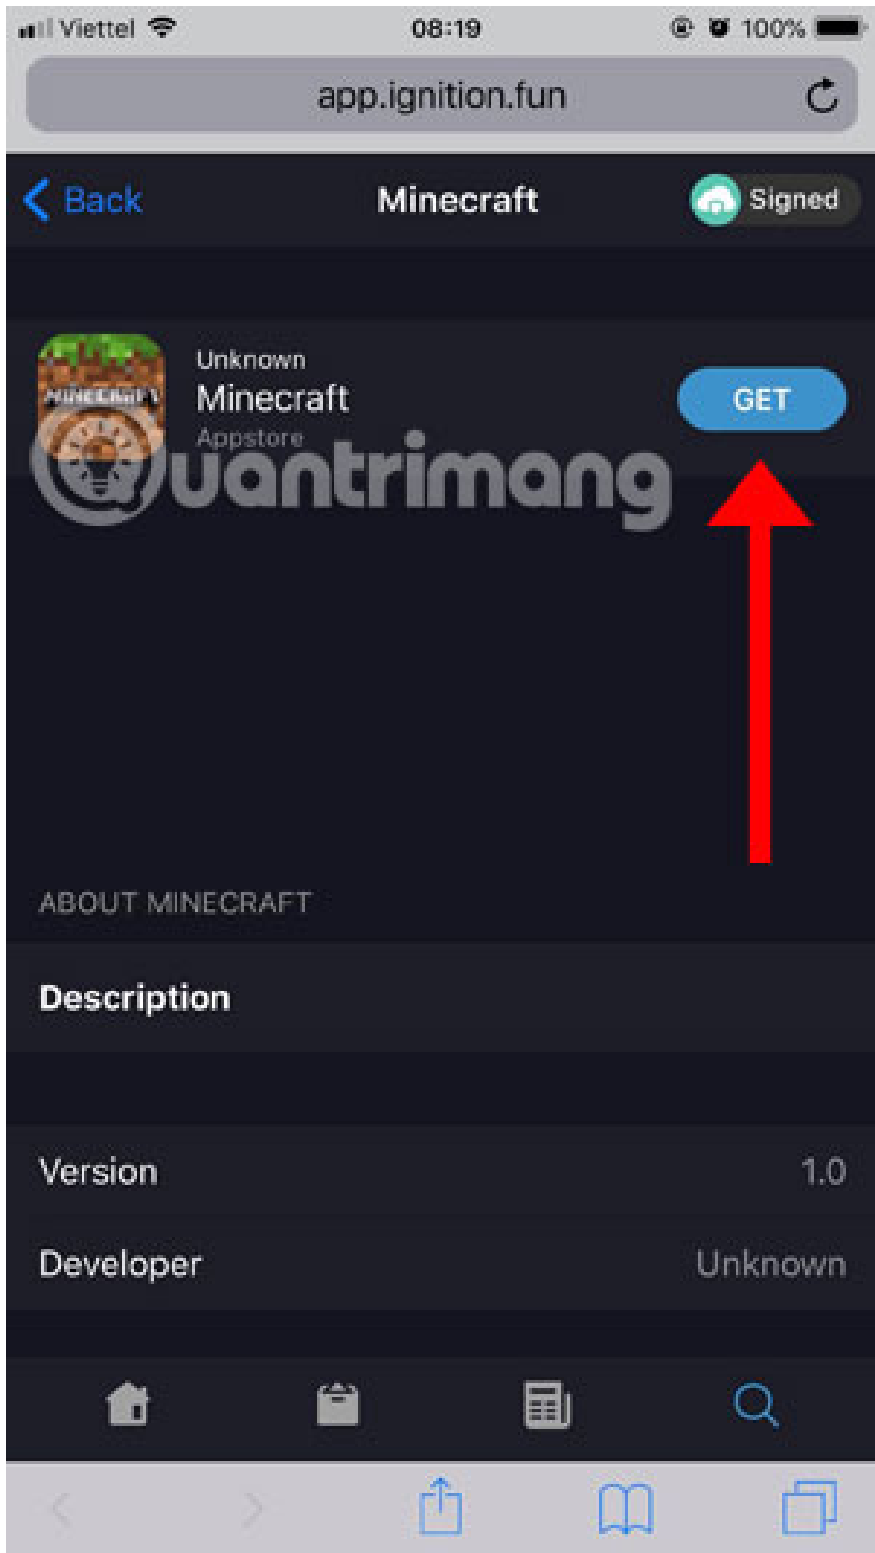 Viettel 08:19 100%
app.ignition.fun
Back Minecraft Signed
Unknown
MINECRAFT Minecraft GET
Appstore
Quantrimang
ABOUT MINECRAFT
Description
Version 1.0
Developer Unknown